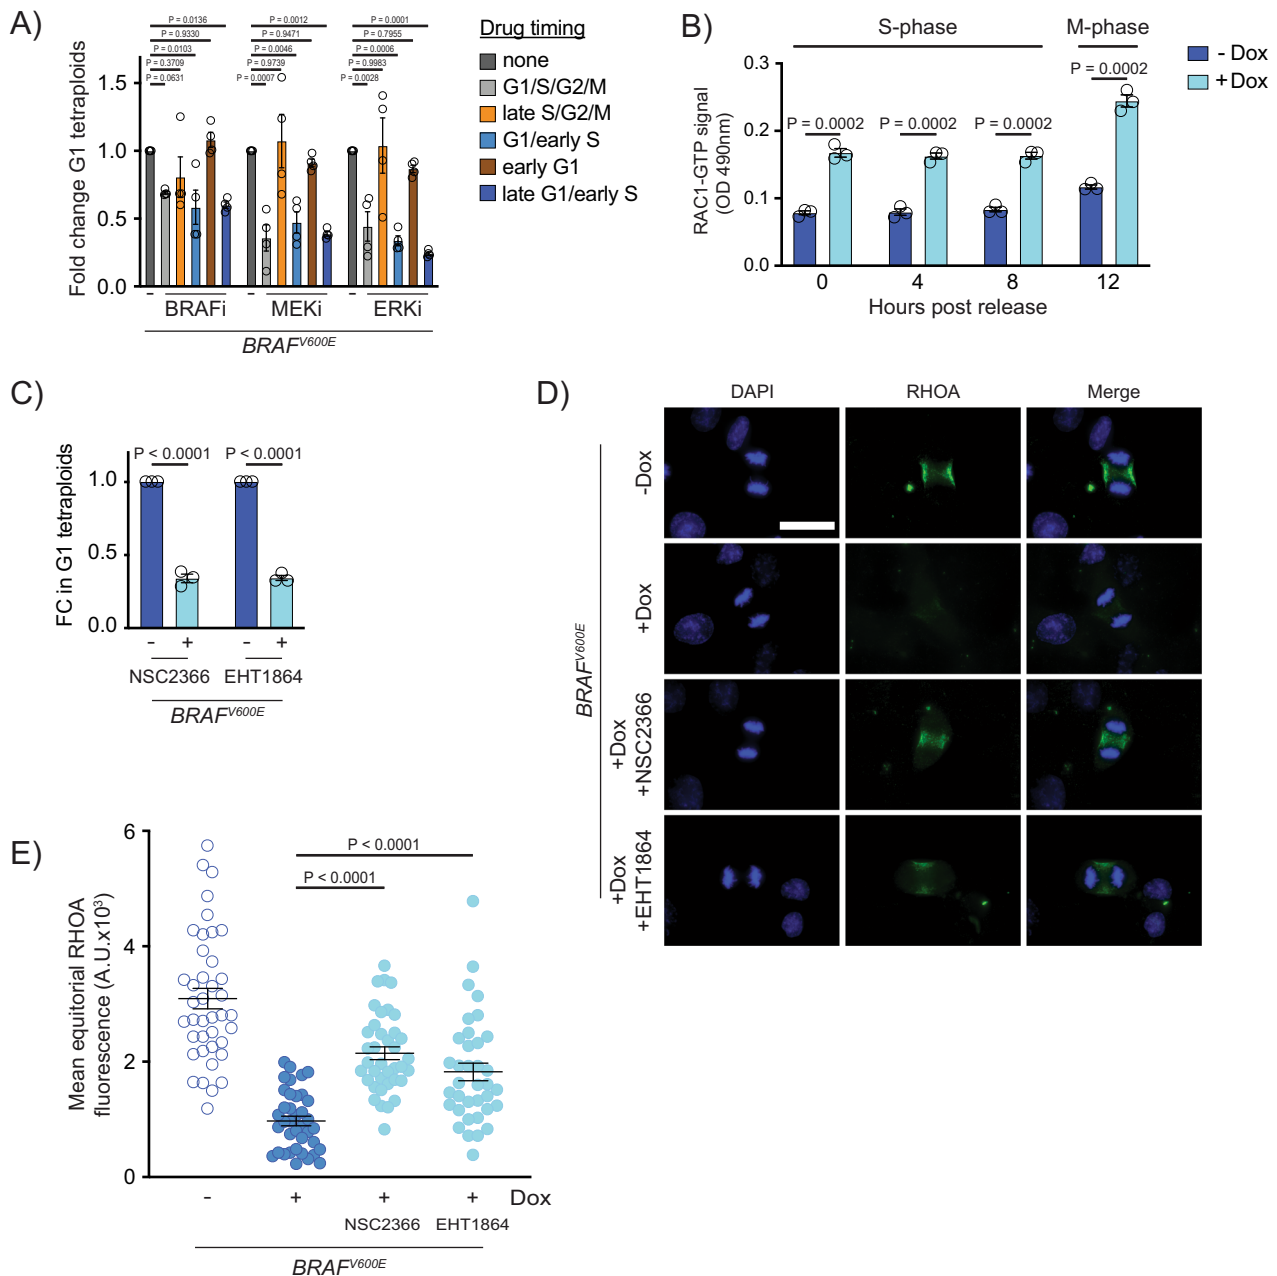 A)
P = 0.0136
P = 0.9330
P = 0.0103
P = 0.3709
P = 0.0631
P = 0.0012
P = 0.9471
P = 0.0046
P = 0.9739
P = 0.0007
P = 0.0001
P = 0.7955
P = 0.0006
P = 0.9983
P = 0.0028
Fold change G1 tetraploids
1.5
1.0
0.5
0.0
- - -
BRAFi MEKi ERKi
BRAFV600E
Drug timing
none
G1/S/G2/M
late S/G2/M
G1/early S
early G1
late G1/early S
B)
S-phase M-phase
- Dox
+ Dox
P = 0.0002
P = 0.0002 P = 0.0002 P = 0.0002
RAC1-GTP signal
(OD 490nm)
0.3
0.2
0.1
0.0
0 4 8 12
Hours post release
C)
P < 0.0001 P < 0.0001
FC in G1 tetraploids
1.0
0.5
0.0
- + - +
NSC2366 EHT1864
BRAFV600E
D)
DAPI RHOA Merge
BRAFV600E
-Dox
+Dox
+Dox
+NSC2366
+Dox
+EHT1864
E)
P < 0.0001
P < 0.0001
Mean equitorial RHOA
fluorescence (A.U.x103)
6
4
2
0
- + + + Dox
NSC2366 EHT1864
BRAFV600E